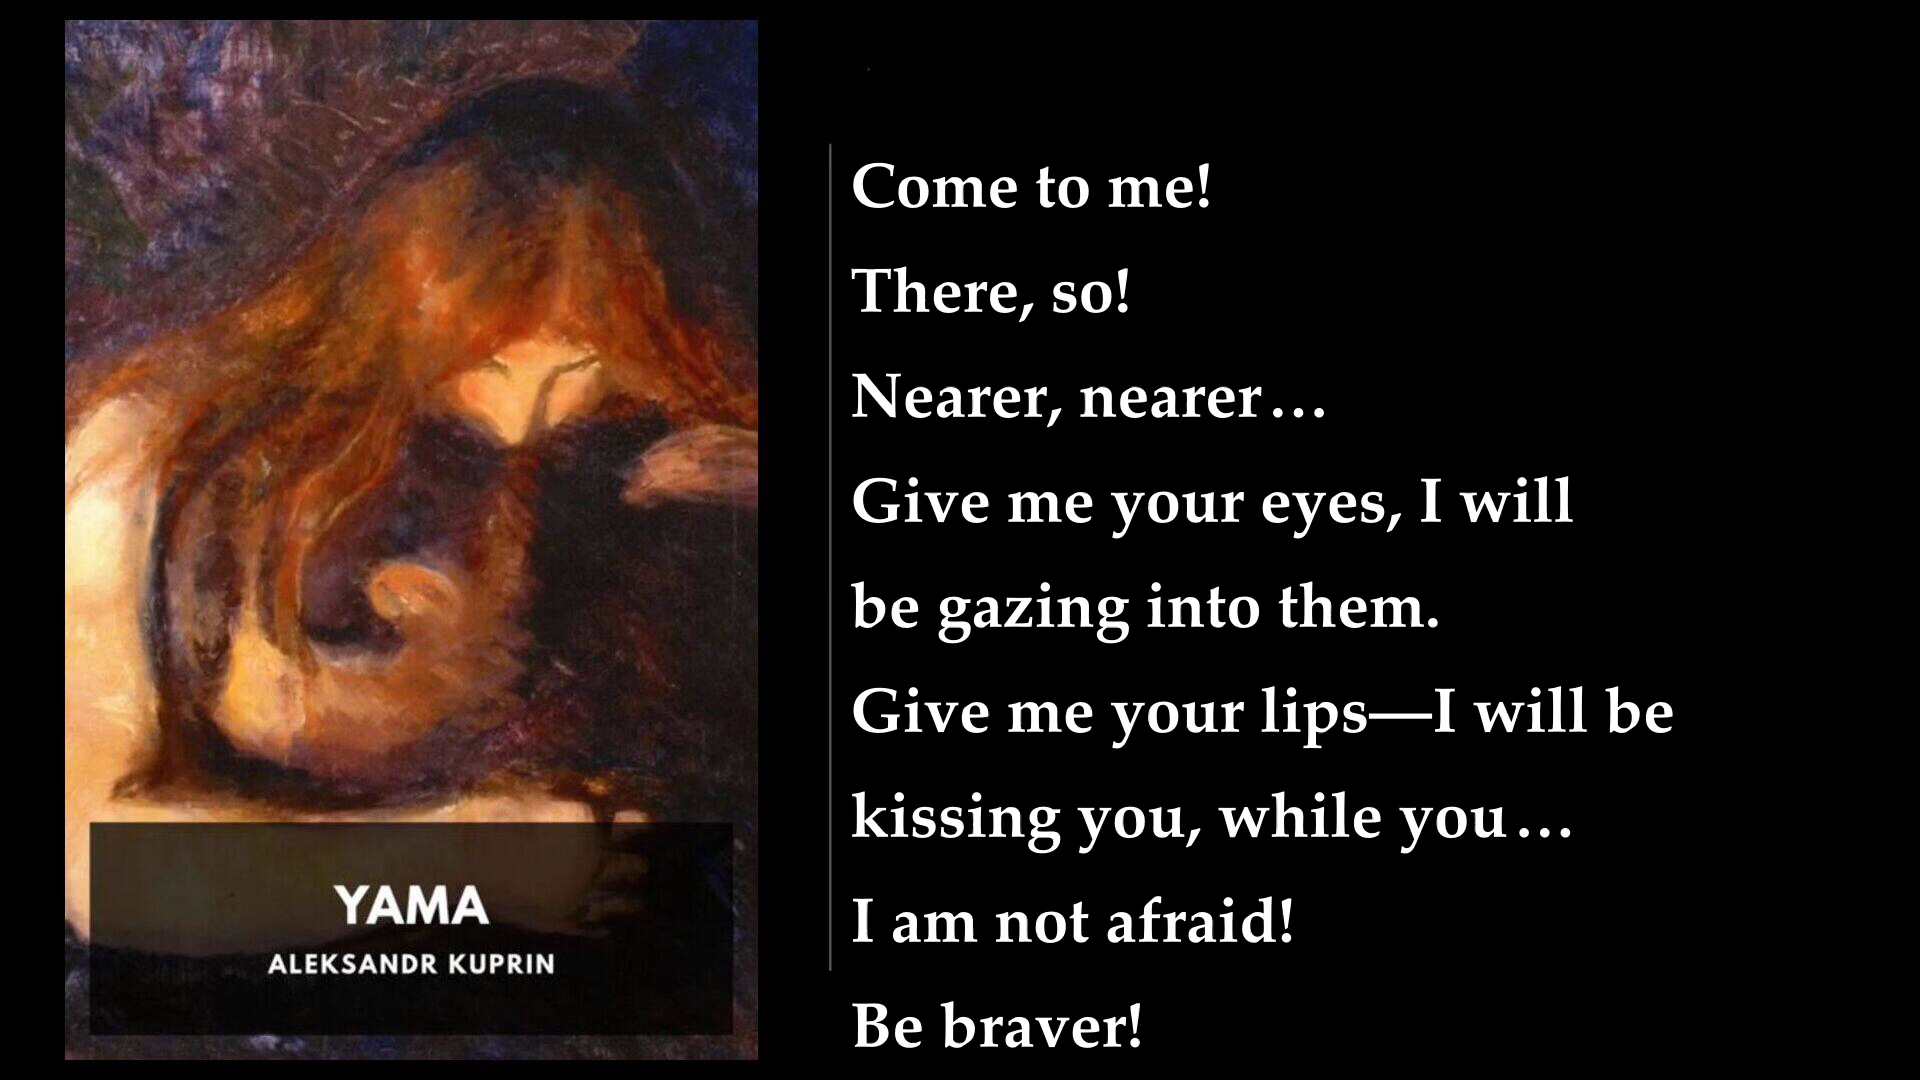 YAMA
ALEKSANDR KUPRIN
Come to me!
There, so!
Nearer, nearer…
Give me your eyes, I will
be gazing into them.
Give me your lips—I will be
kissing you, while you…
I am not afraid!
Be braver!